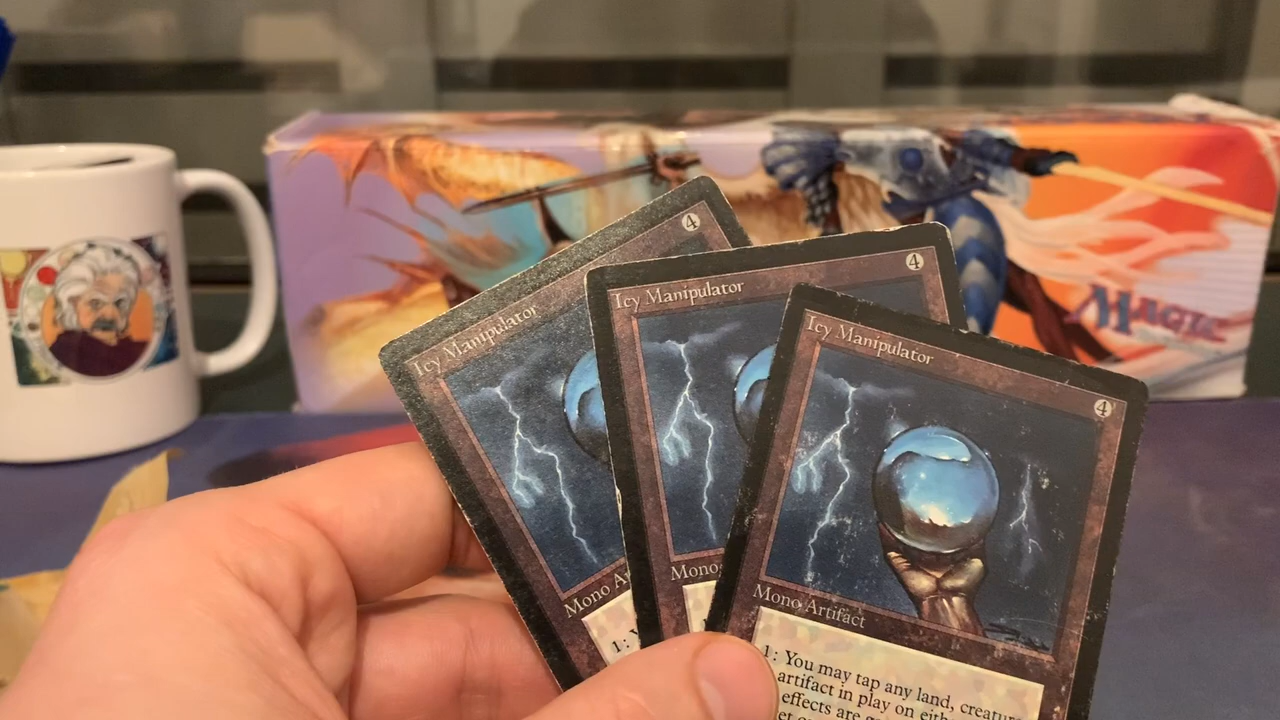 MAGIC
4
Icy Manipulator
Mono A
1: Y
4
Icy Manipulator
Mono
4
Icy Manipulator
Mono Artifact
1: You may tap any land, creature
artifact in play on eith
effects are
et